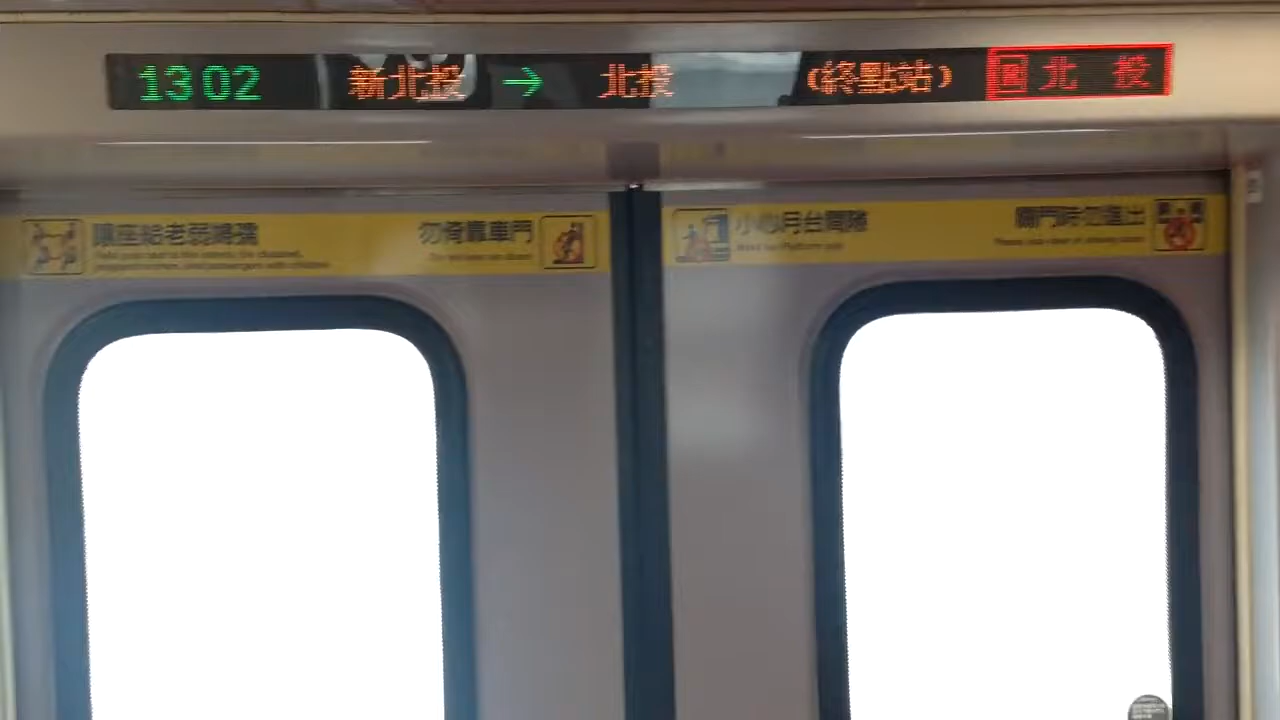 13 02 新北投 → 北投 (終點站) 北 投
讓座給老弱婦孺
勿倚靠車門
小心月台間隙
關門時勿進出